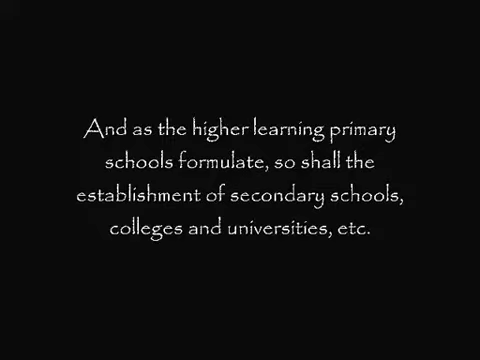 And as the higher learning primary
schools formulate, so shall the
establishment of secondary schools,
colleges and universities, etc.